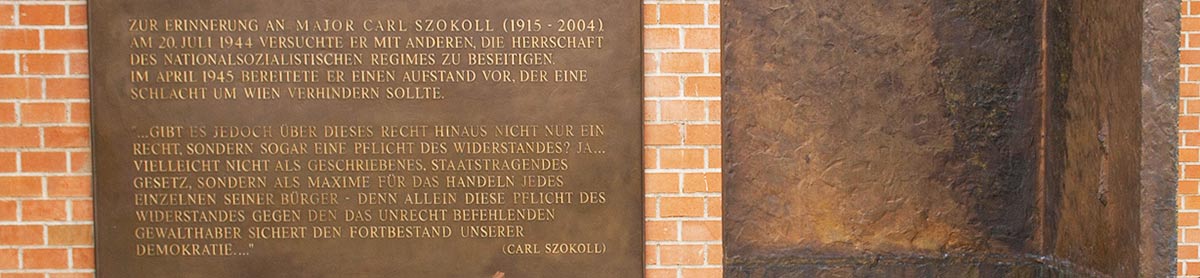 ZUR ERINNERUNG AN MAJOR CARL SZOKOLL (1915 - 2004)
AM 20. JULI 1944 VERSUCHTE ER MIT ANDEREN, DIE HERRSCHAFT
DES NATIONALSOZIALISTISCHEN REGIMES ZU BESEITIGEN.
IM APRIL 1945 BEREITETE ER EINEN AUFSTAND VOR, DER EINE
SCHLACHT UM WIEN VERHINDERN SOLLTE.
"...GIBT ES JEDOCH ÜBER DIESES RECHT HINAUS NICHT NUR EIN
RECHT, SONDERN SOGAR EINE PFLICHT DES WIDERSTANDES? JA...
VIELLEICHT NICHT ALS GESCHRIEBENES, STAATSTRAGENDES
GESETZ, SONDERN ALS MAXIME FÜR DAS HANDELN JEDES
EINZELNEN SEINER BÜRGER - DENN ALLEIN DIESE PFLICHT DES
WIDERSTANDES GEGEN DEN DAS UNRECHT BEFEHLENDEN
GEWALTHABER SICHERT DEN FORTBESTAND UNSERER
DEMOKRATIE...." (CARL SZOKOLL)